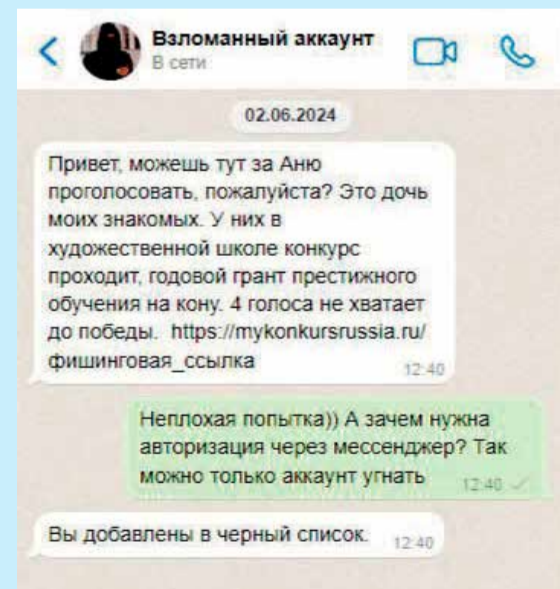 Взломанный аккаунт
В сети
02.06.2024
Привет, можешь тут за Аню
проголосовать, пожалуйста? Это дочь
моих знакомых. У них в
художественной школе конкурс
проходит, годовой грант престижного
обучения на кону. 4 голоса не хватает
до победы. https://mykonkursrussia.ru/
фишинговая_ссылка
12:40
Неплохая попытка)) А зачем нужна
авторизация через мессенджер? Так
можно только аккаунт угнать
12:40
Вы добавлены в черный список.
12:40